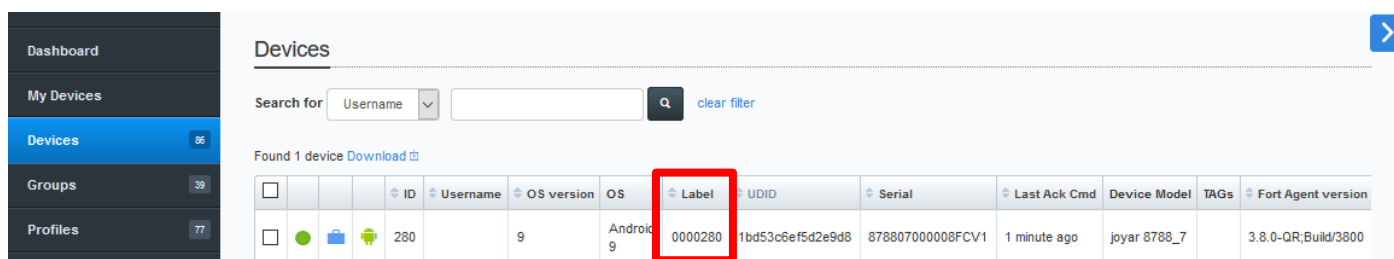 Dashboard
My Devices
Devices 86
Groups 39
Profiles 77
Devices
Search for Username clear filter
Found 1 device Download
ID Username OS version OS Label UDID Serial Last Ack Cmd Device Model TAGs Fort Agent version
280 9 Android 9 0000280 1bd53c6ef5d2e9d8 878807000008FCV1 1 minute ago joyar 8788_7 3.8.0-QR;Build/3800